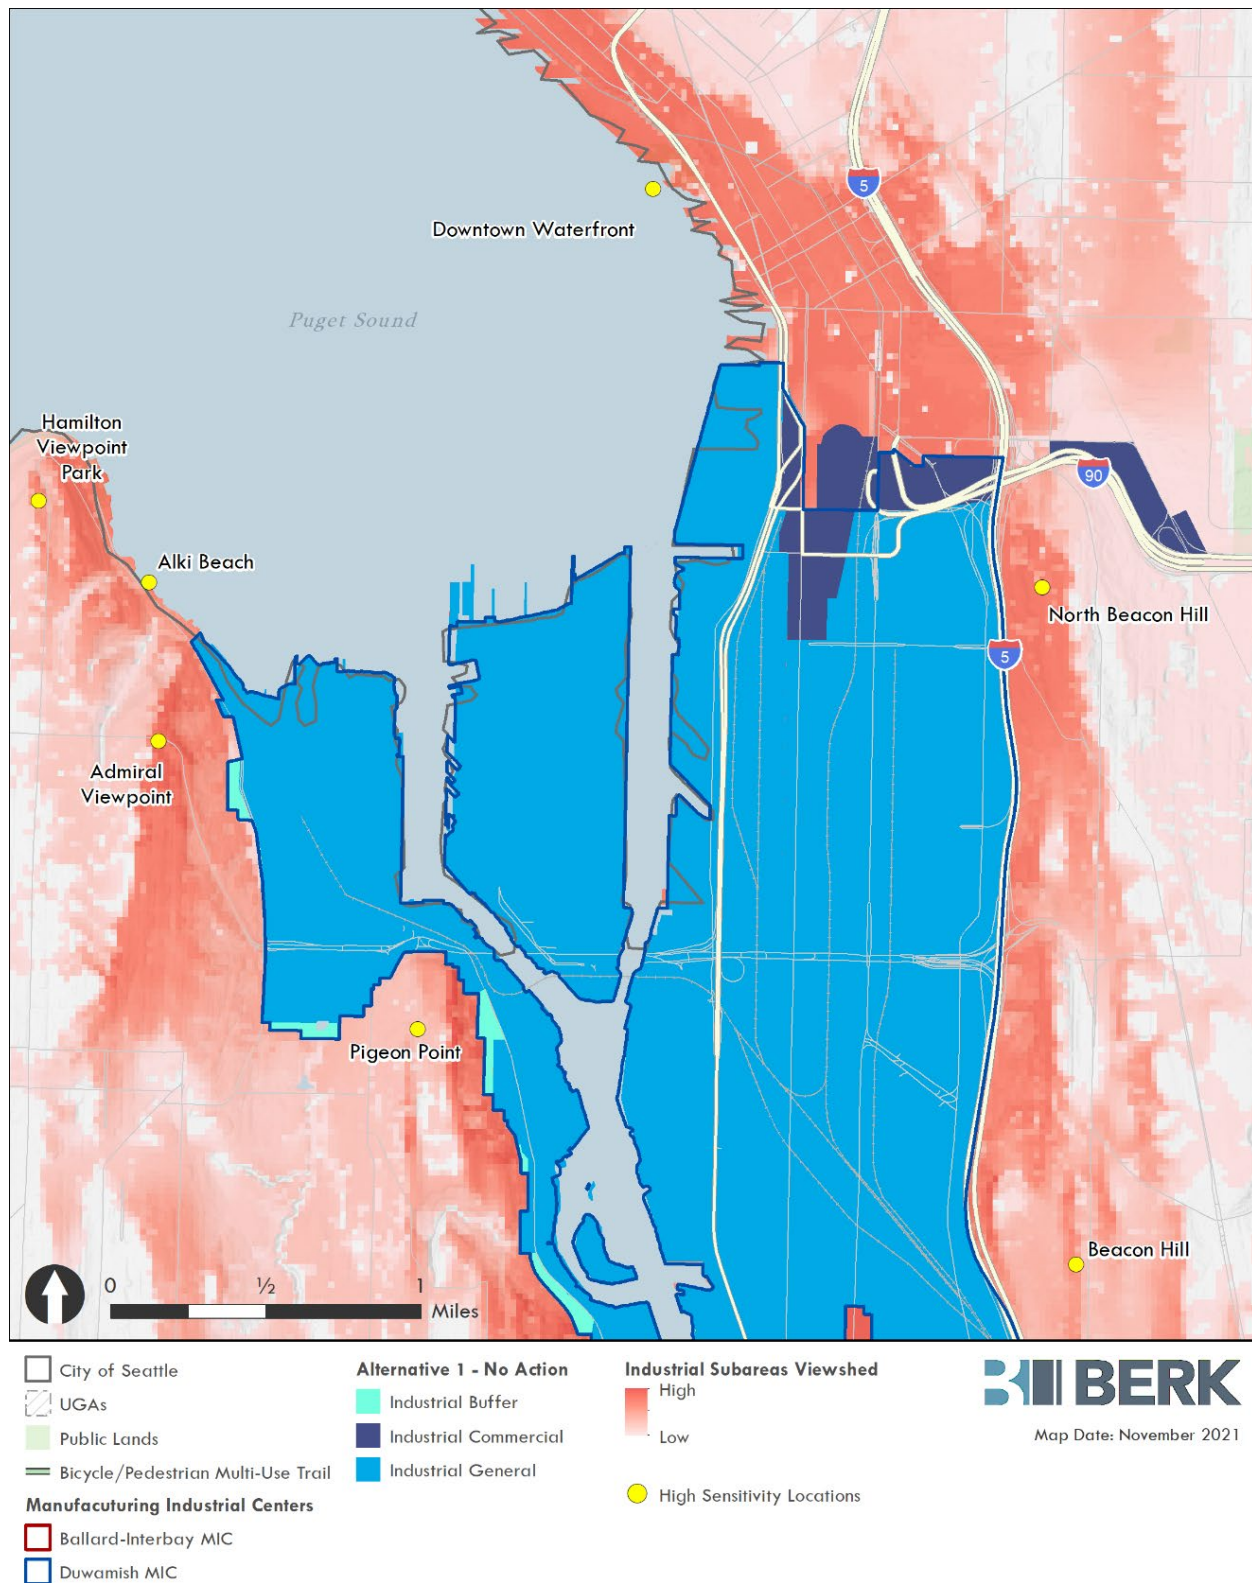 5
Downtown Waterfront
Puget Sound
Hamilton
Viewpoint
Park
90
Alki Beach
North Beacon Hill
5
Admiral
Viewpoint
Pigeon Point
Beacon Hill
0 ½ 1
Miles
City of Seattle
UGAs
Public Lands
Bicycle/Pedestrian Multi-Use Trail
Manufacuturing Industrial Centers
Ballard-Interbay MIC
Duwamish MIC
Alternative 1 - No Action
Industrial Buffer
Industrial Commercial
Industrial General
Industrial Subareas Viewshed
High
Low
High Sensitivity Locations
BERK
Map Date: November 2021